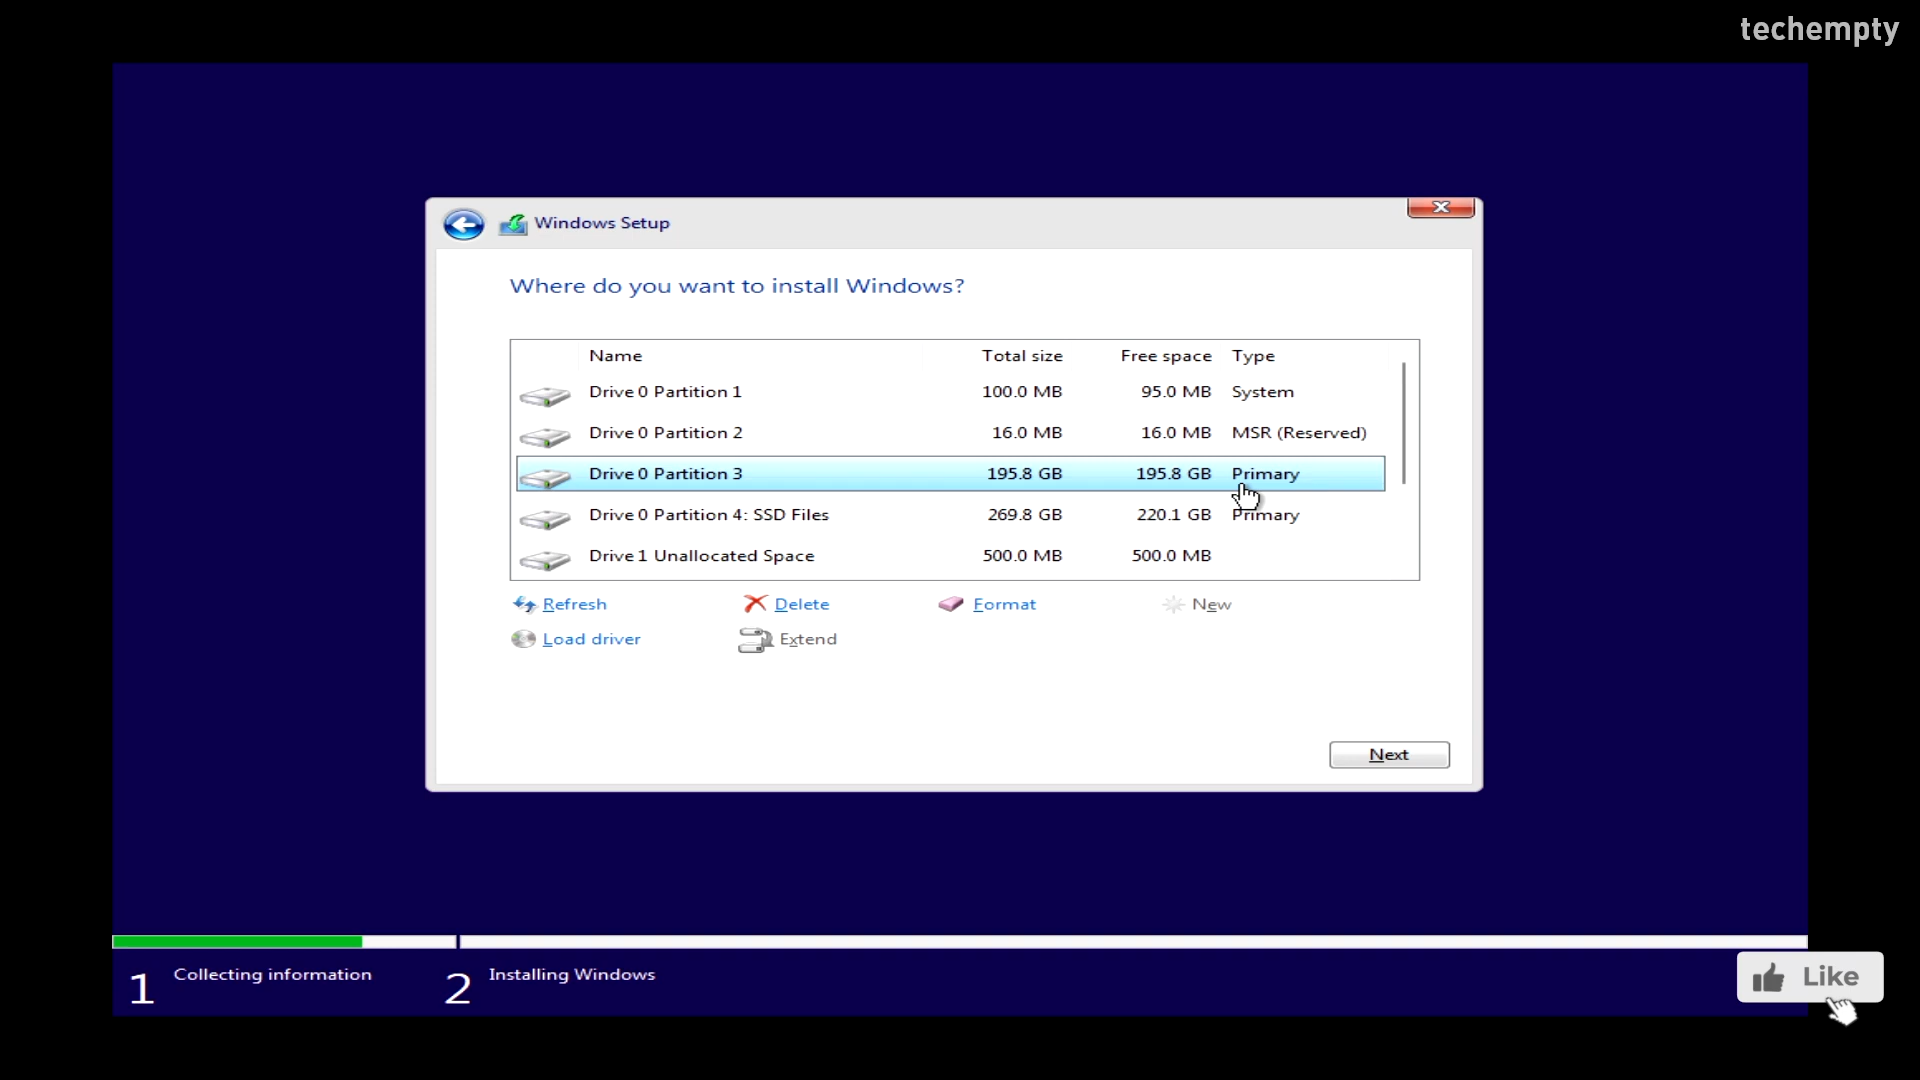 techempty
Windows Setup
Where do you want to install Windows?
Name Total size Free space Type
Drive 0 Partition 1 100.0 MB 95.0 MB System
Drive 0 Partition 2 16.0 MB 16.0 MB MSR (Reserved)
Drive 0 Partition 3 195.8 GB 195.8 GB Primary
Drive 0 Partition 4: SSD Files 269.8 GB 220.1 GB Primary
Drive 1 Unallocated Space 500.0 MB 500.0 MB
Refresh Delete Format New
Load driver Extend
Next
1 Collecting information 2 Installing Windows
Like